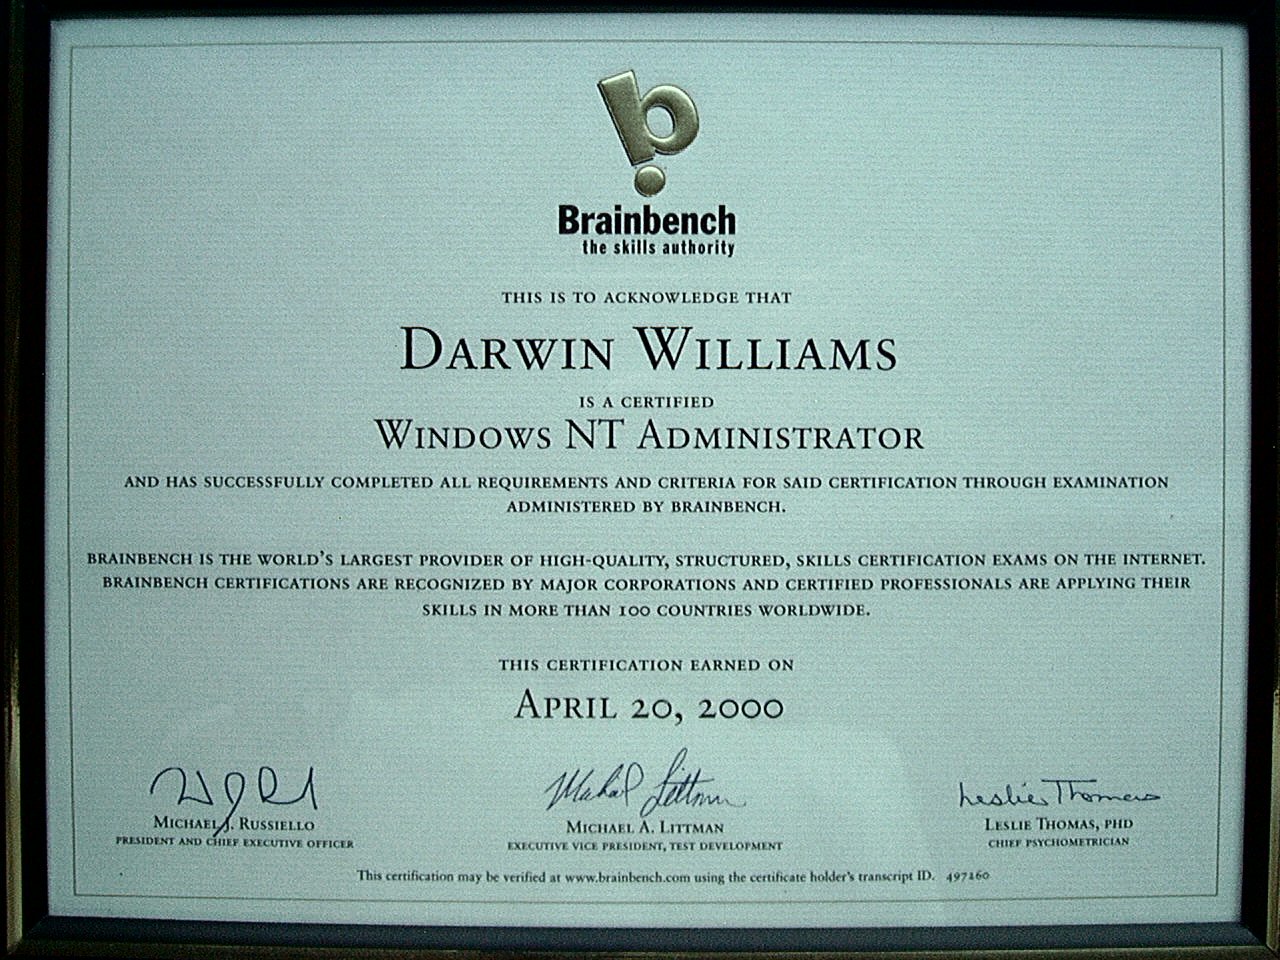 Brainbench
the skills authority
THIS IS TO ACKNOWLEDGE THAT
DARWIN WILLIAMS
IS A CERTIFIED
WINDOWS NT ADMINISTRATOR
AND HAS SUCCESSFULLY COMPLETED ALL REQUIREMENTS AND CRITERIA FOR SAID CERTIFICATION THROUGH EXAMINATION
ADMINISTERED BY BRAINBENCH.
BRAINBENCH IS THE WORLD'S LARGEST PROVIDER OF HIGH-QUALITY, STRUCTURED, SKILLS CERTIFICATION EXAMS ON THE INTERNET.
BRAINBENCH CERTIFICATIONS ARE RECOGNIZED BY MAJOR CORPORATIONS AND CERTIFIED PROFESSIONALS ARE APPLYING THEIR
SKILLS IN MORE THAN 100 COUNTRIES WORLDWIDE.
THIS CERTIFICATION EARNED ON
APRIL 20, 2000
Michael Littman
Leslie Thomas
MICHAEL J. RUSSIELLO
MICHAEL A. LITTMAN
LESLIE THOMAS, PHD
PRESIDENT AND CHIEF EXECUTIVE OFFICER
EXECUTIVE VICE PRESIDENT, TEST DEVELOPMENT
CHIEF PSYCHOMETRICIAN
This certification may be verified at www.brainbench.com using the certificate holder's transcript ID. 497160